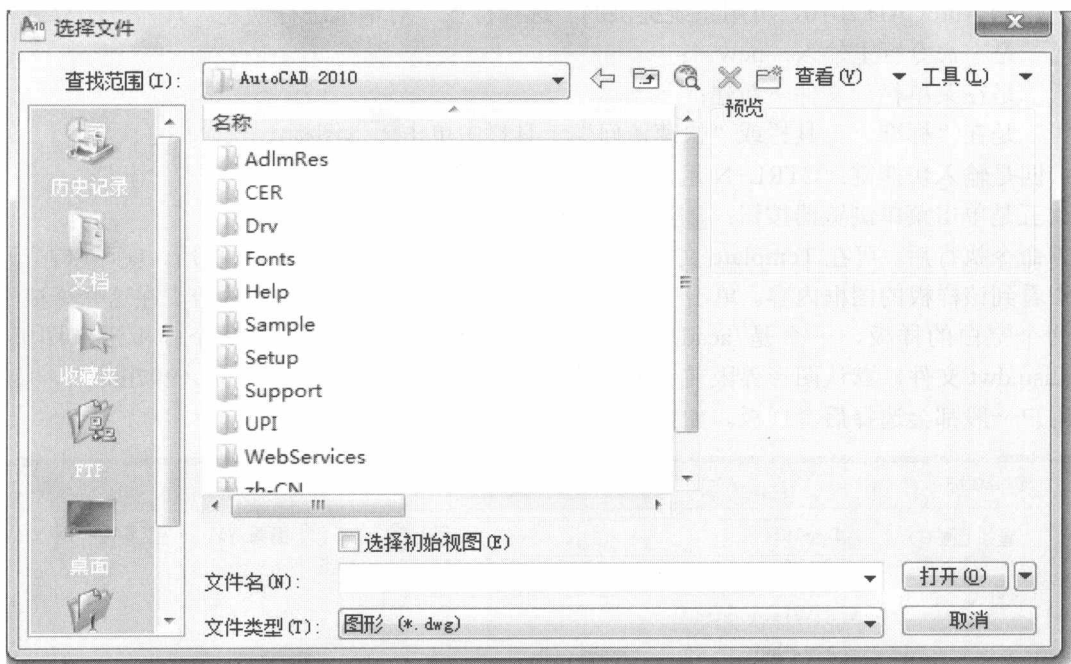 A10 选择文件
查找范围(I): AutoCAD 2010 查看(V) 工具(L)
名称 预览
AdlmRes
CER
Drv
Fonts
Help
Sample
Setup
Support
UPI
WebServices
zh-CN
历史记录
文档
收藏夹
FTP
桌面
选择初始视图(E)
文件名(N): 打开(O)
文件类型(T): 图形 (*.dwg) 取消